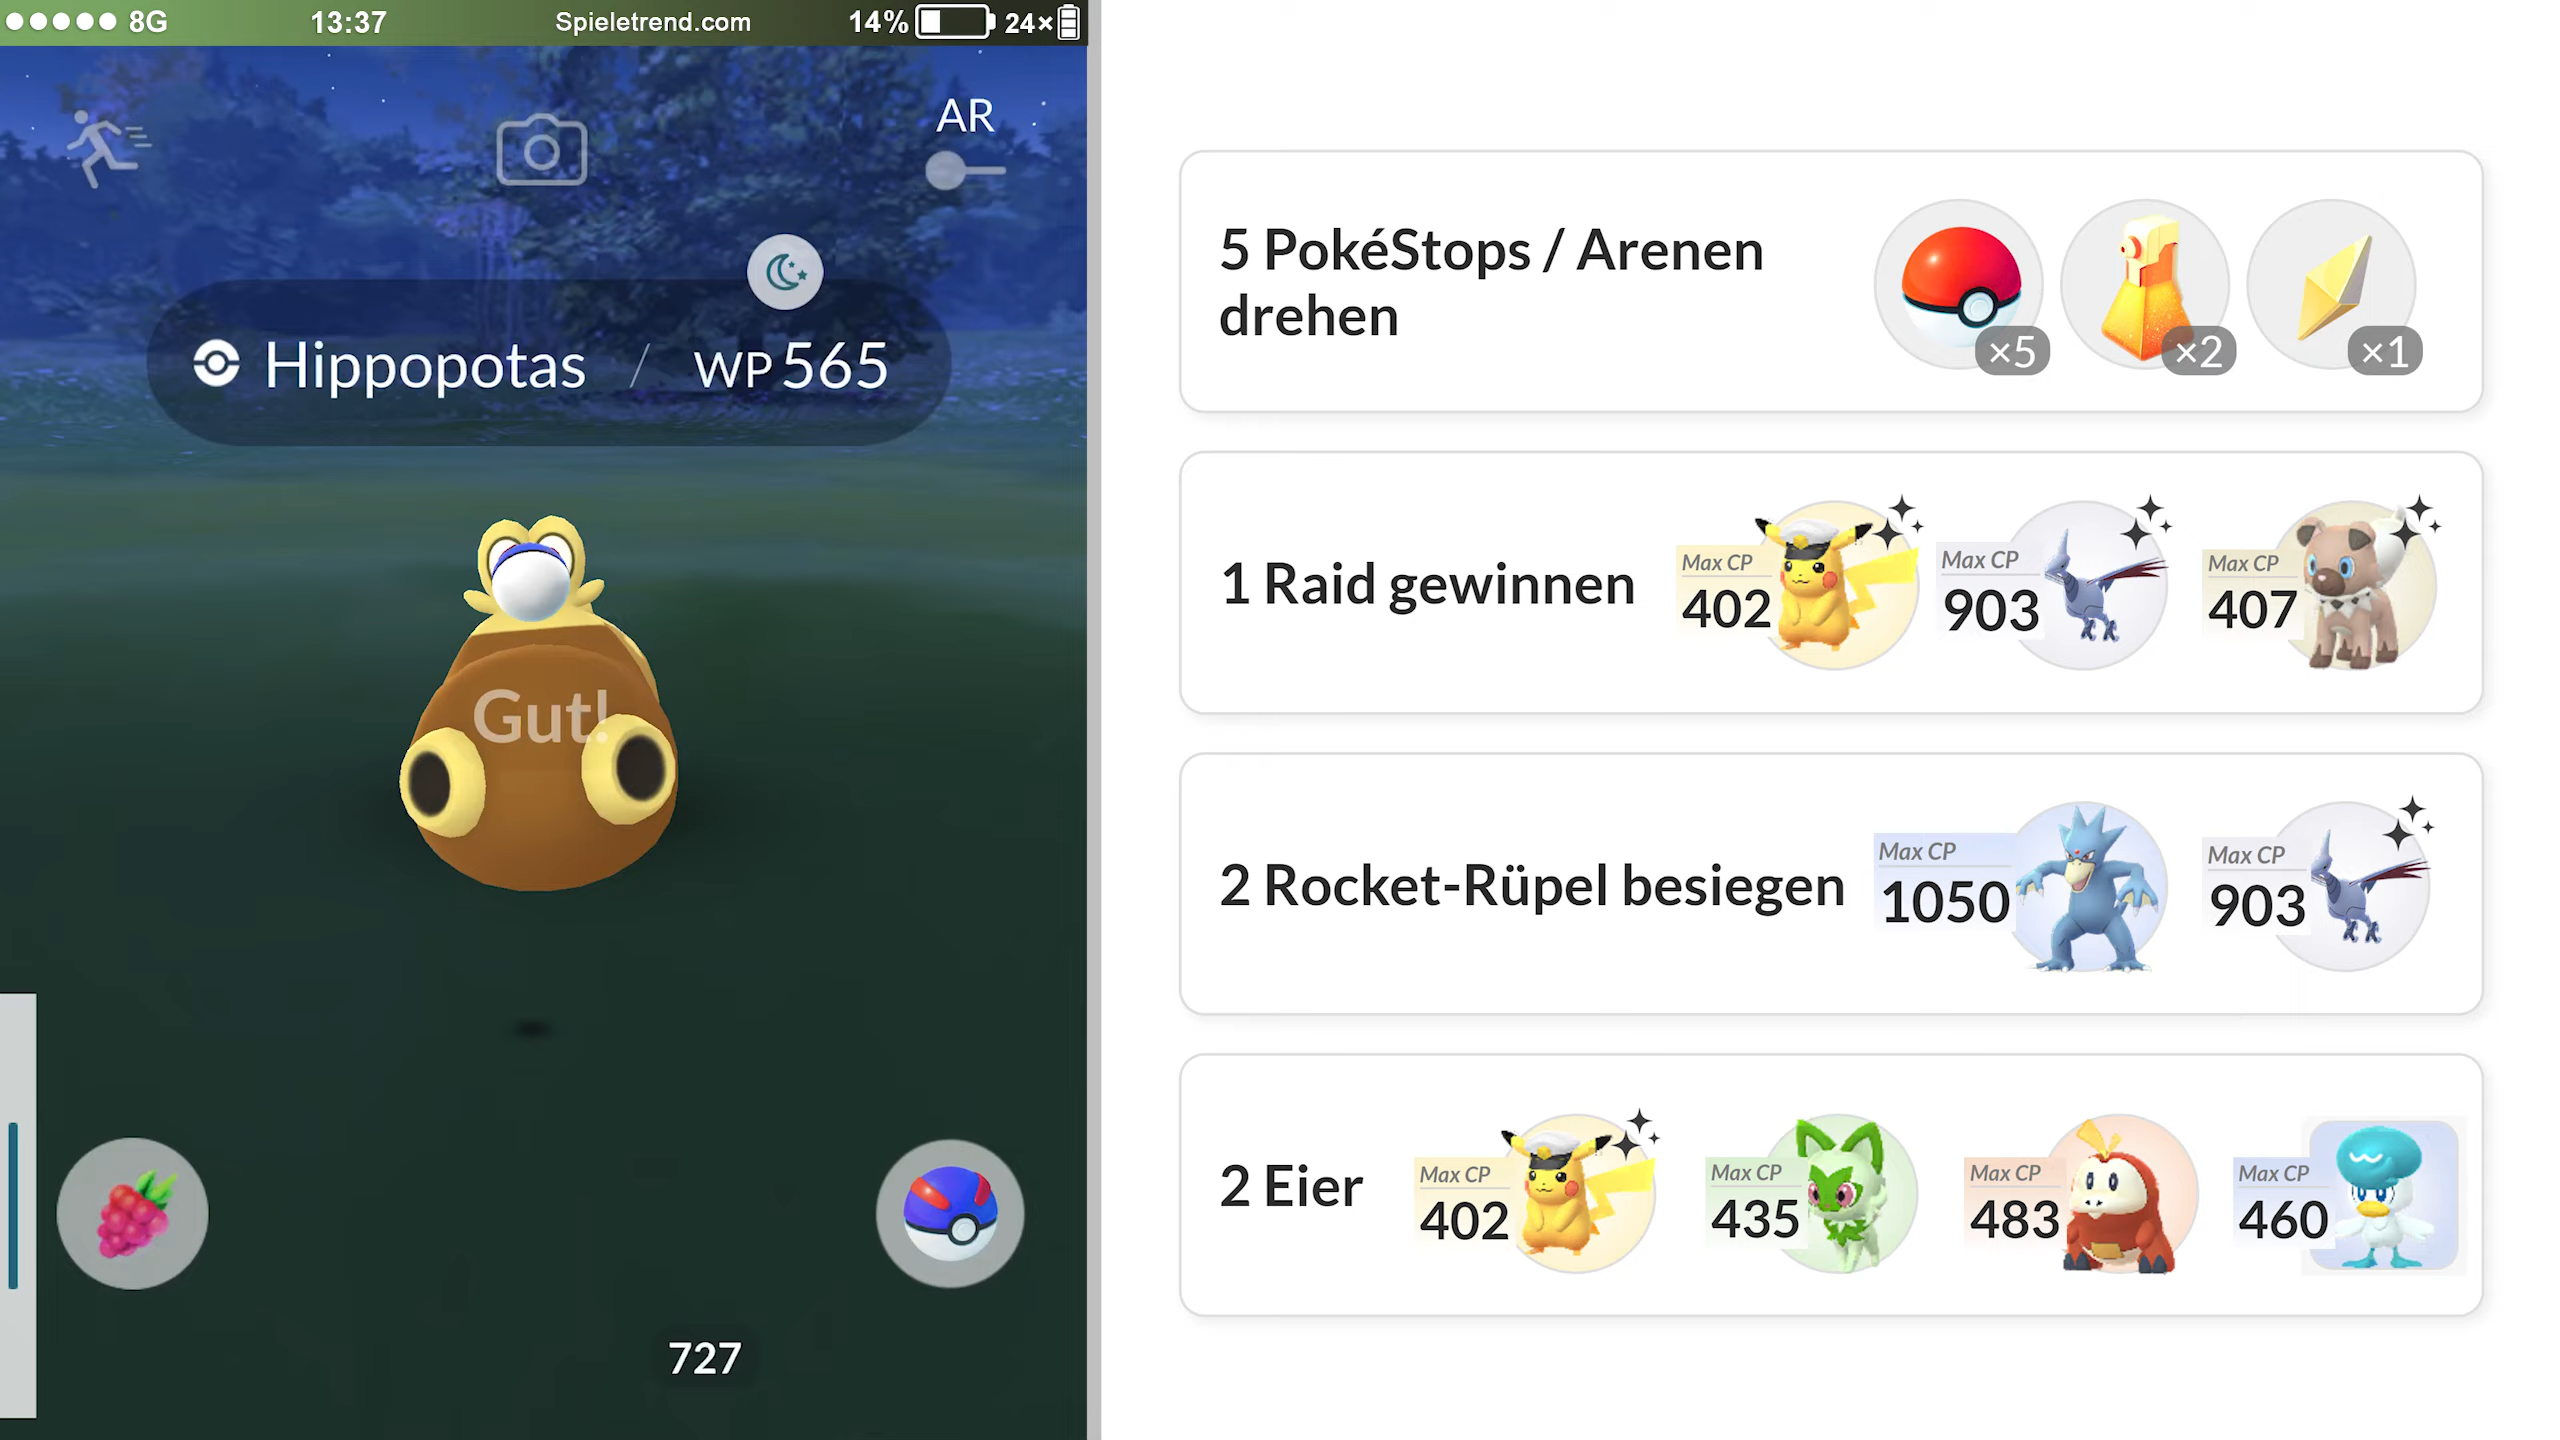 8G 13:37 Spieletrend.com 14% 24×
AR
Hippopotas / WP 565
Gut!
727
5 PokéStops / Arenen
drehen
×5 ×2 ×1
1 Raid gewinnen
Max CP
402
Max CP
903
Max CP
407
2 Rocket-Rüpel besiegen
Max CP
1050
Max CP
903
2 Eier
Max CP
402
Max CP
435
Max CP
483
Max CP
460